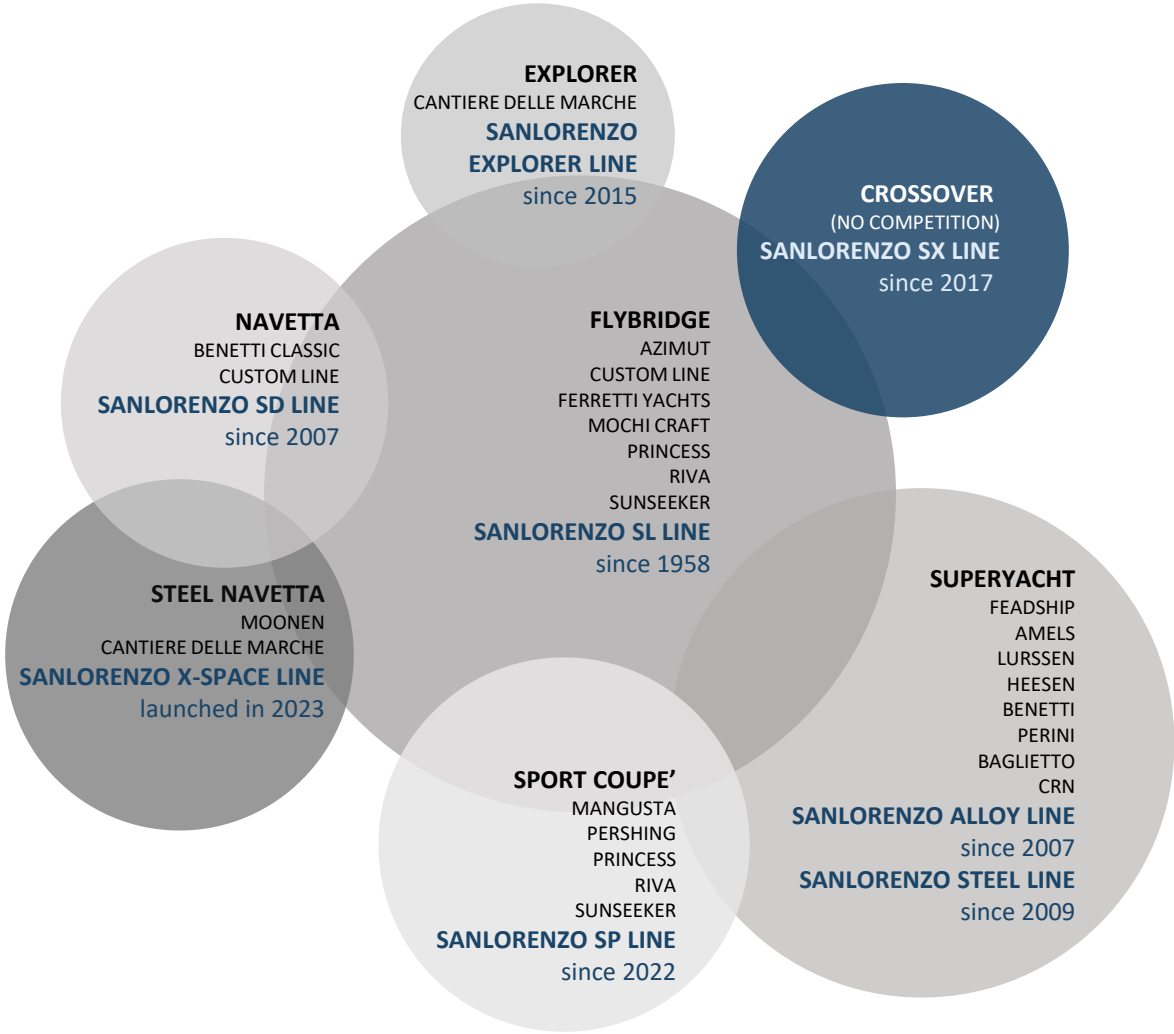 EXPLORER
CANTIERE DELLE MARCHE
SANLORENZO
EXPLORER LINE
since 2015
CROSSOVER
(NO COMPETITION)
SANLORENZO SX LINE
since 2017
NAVETTA
BENETTI CLASSIC
CUSTOM LINE
SANLORENZO SD LINE
since 2007
FLYBRIDGE
AZIMUT
CUSTOM LINE
FERRETTI YACHTS
MOCHI CRAFT
PRINCESS
RIVA
SUNSEEKER
SANLORENZO SL LINE
since 1958
STEEL NAVETTA
MOONEN
CANTIERE DELLE MARCHE
SANLORENZO X-SPACE LINE
launched in 2023
SUPERYACHT
FEADSHIP
AMELS
LURSSEN
HEESEN
BENETTI
PERINI
BAGLIETTO
CRN
SANLORENZO ALLOY LINE
since 2007
SANLORENZO STEEL LINE
since 2009
SPORT COUPE’
MANGUSTA
PERSHING
PRINCESS
RIVA
SUNSEEKER
SANLORENZO SP LINE
since 2022